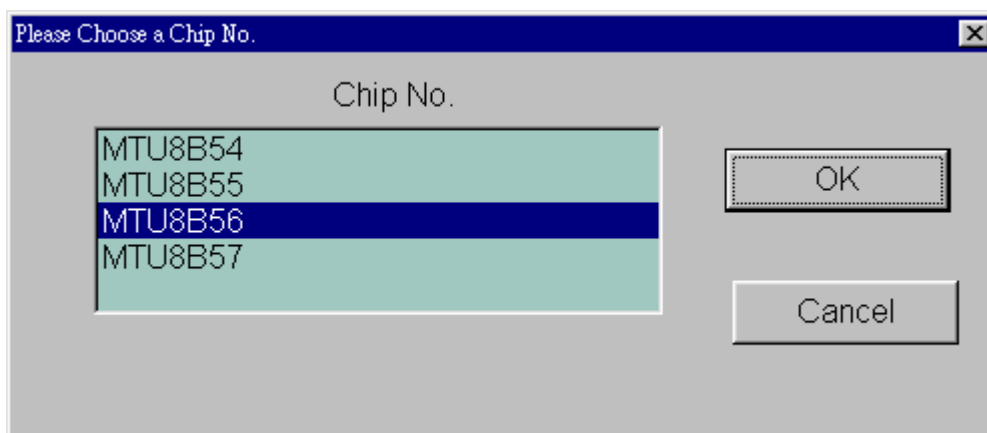 Please Choose a Chip No.
Chip No.
MTU8B54
MTU8B55
MTU8B56
MTU8B57
OK
Cancel